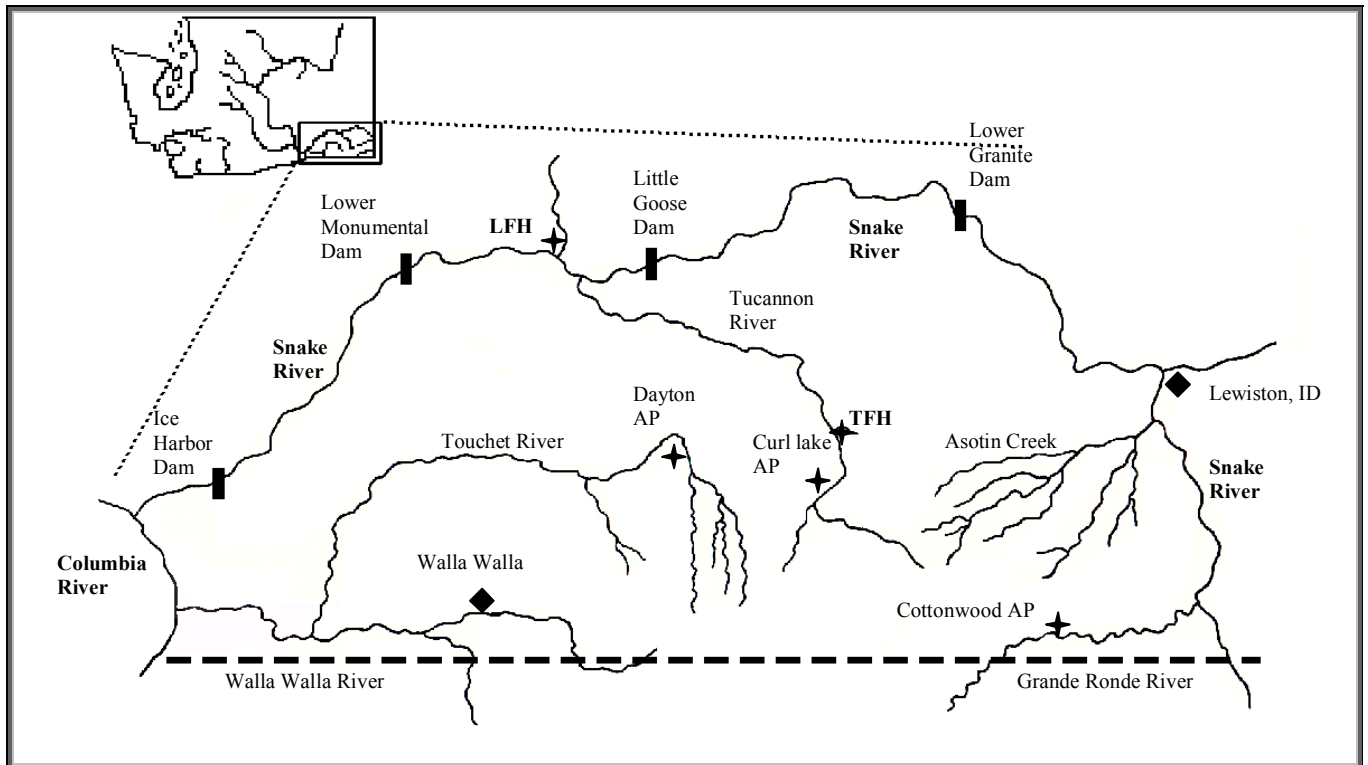 Lower
Granite
Dam
Little
Goose
Dam
Lower
Monumental
Dam
LFH
Snake
River
Tucannon
River
Snake
River
Lewiston, ID
Dayton
AP
Ice
Harbor
Dam
Touchet River
Curl lake
AP
TFH
Asotin Creek
Snake
River
Columbia
River
Walla Walla
Cottonwood AP
Walla Walla River
Grande Ronde River